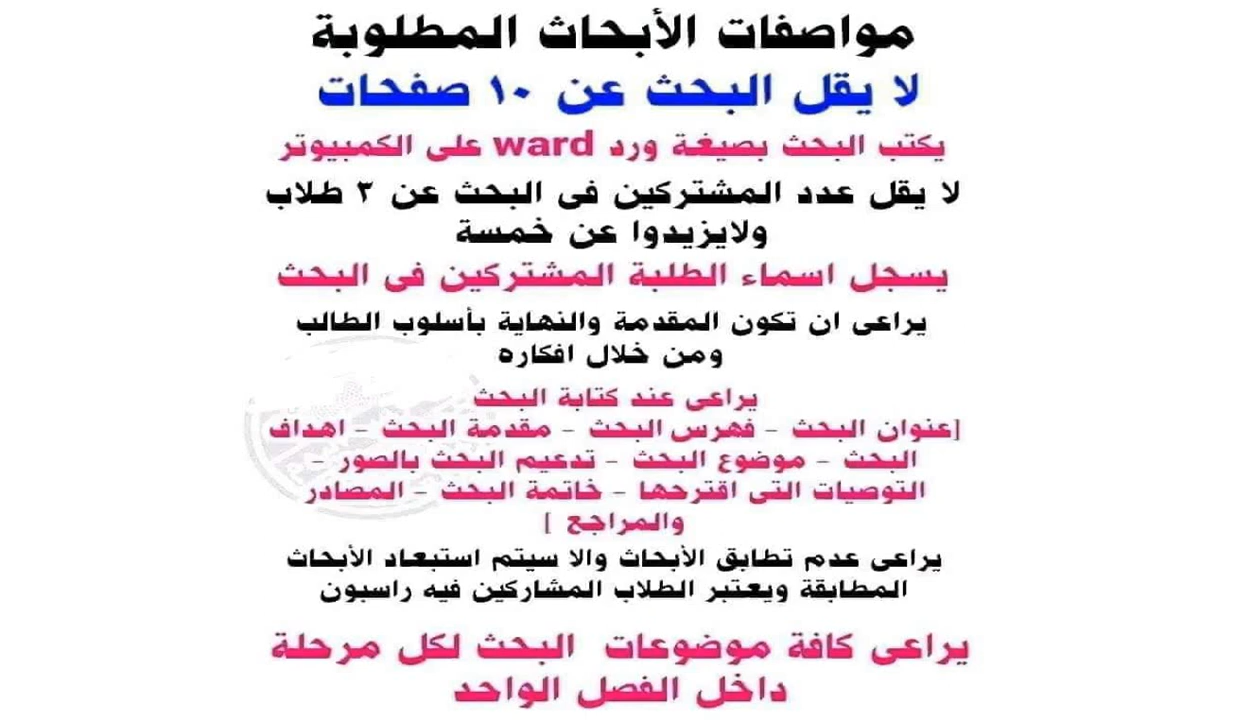 مواصفات الأبحاث المطلوبة
لا يقل البحث عن ١٠ صفحات
يكتب البحث بصيغة ورد ward على الكمبيوتر
لا يقل عدد المشتركين فى البحث عن ٣ طلاب
ولايزيدوا عن خمسة
يسجل اسماء الطلبة المشتركين فى البحث
يراعى ان تكون المقدمة والنهاية بأسلوب الطالب
ومن خلال افكاره
يراعى عند كتابة البحث
[عنوان البحث - فهرس البحث - مقدمة البحث - اهداف
البحث - موضوع البحث - تدعيم البحث بالصور -
التوصيات التى اقترحها - خاتمة البحث - المصادر
والمراجع ]
يراعى عدم تطابق الأبحاث والا سيتم استبعاد الأبحاث
المطابقة ويعتبر الطلاب المشاركين فيه راسبون
يراعى كافة موضوعات البحث لكل مرحلة
داخل الفصل الواحد